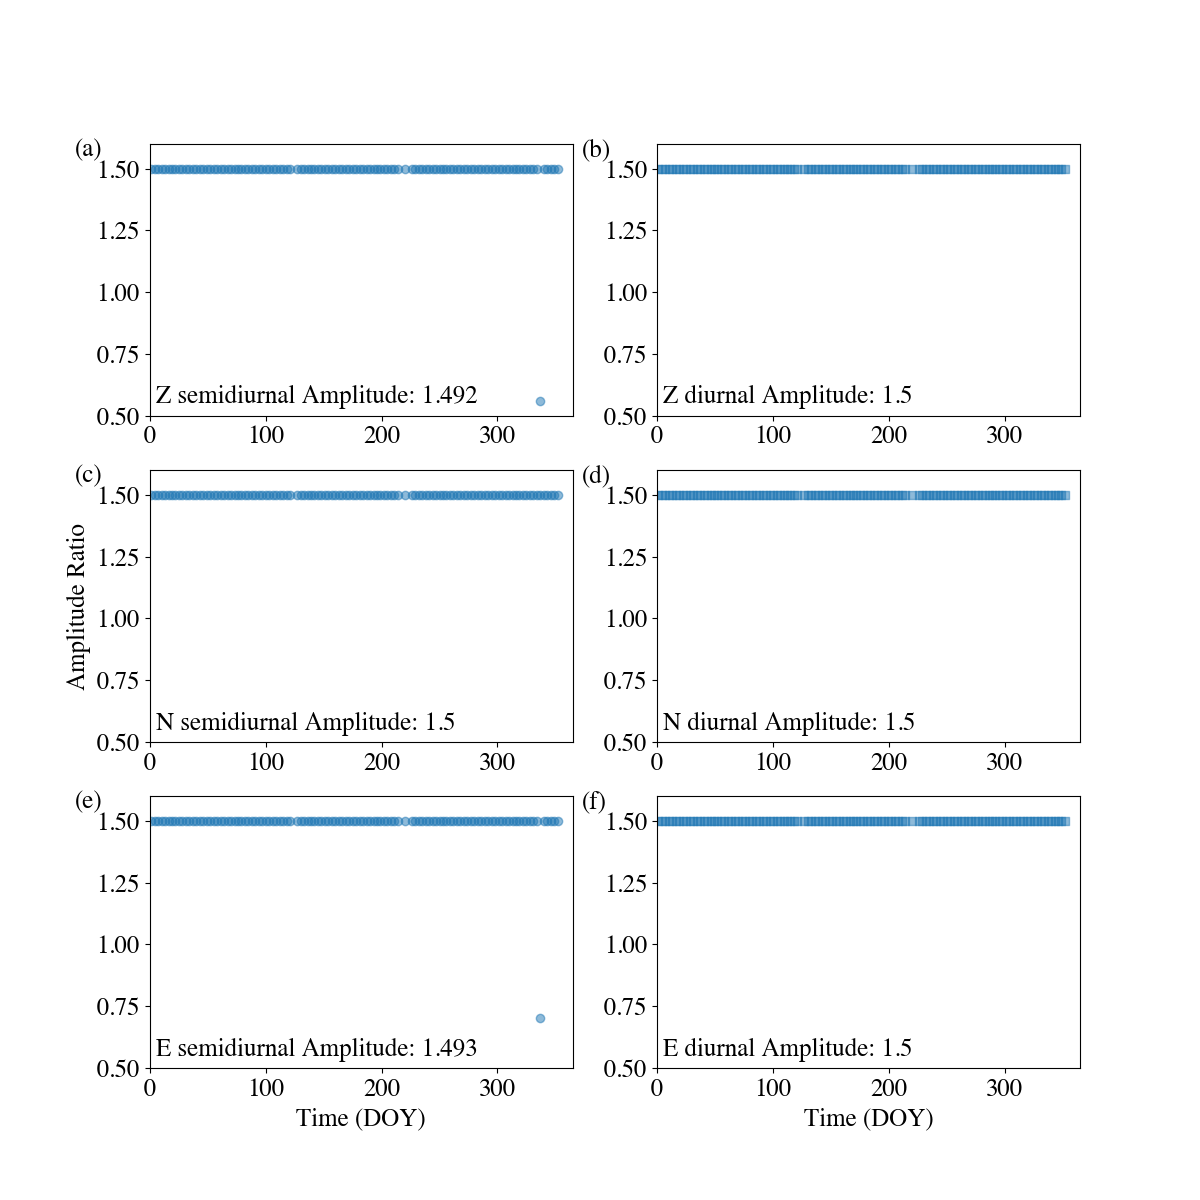 (a)
1.50
1.25
1.00
0.75
0.50
Z semidiurnal Amplitude: 1.492
0 100 200 300
(b)
1.50
1.25
1.00
0.75
0.50
Z diurnal Amplitude: 1.5
0 100 200 300
(c)
Amplitude Ratio
1.50
1.25
1.00
0.75
0.50
N semidiurnal Amplitude: 1.5
0 100 200 300
(d)
1.50
1.25
1.00
0.75
0.50
N diurnal Amplitude: 1.5
0 100 200 300
(e)
1.50
1.25
1.00
0.75
0.50
E semidiurnal Amplitude: 1.493
0 100 200 300
Time (DOY)
(f)
1.50
1.25
1.00
0.75
0.50
E diurnal Amplitude: 1.5
0 100 200 300
Time (DOY)